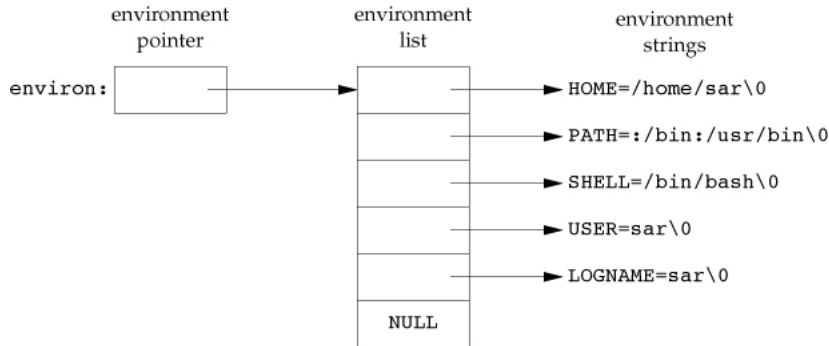 environment
pointer
environment
list
environment
strings
environ:
HOME=/home/sar\0
PATH=:/bin:/usr/bin\0
SHELL=/bin/bash\0
USER=sar\0
LOGNAME=sar\0
NULL